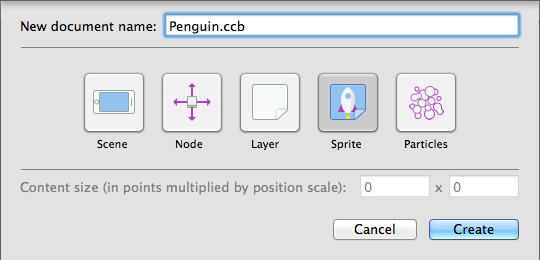 New document name: Penguin.ccb
Scene Node Layer Sprite Particles
Content size (in points multiplied by position scale): 0 x 0
Cancel Create